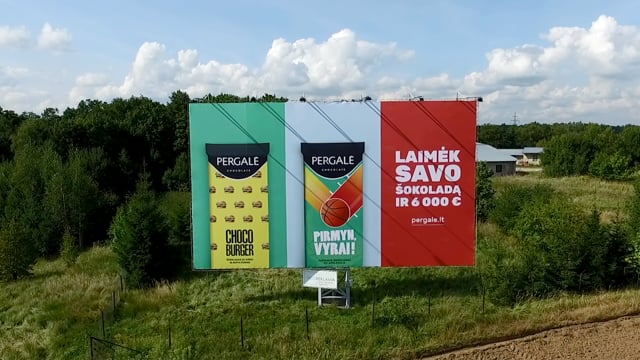 PERGALE
CHOCOLATE
CHOCO
BURGER
PERGALE
CHOCOLATE
PIRMYN,
VYRAI!
LAIMĖK
SAVO
ŠOKOLADĄ
IR 6 000 €
pergale.lt